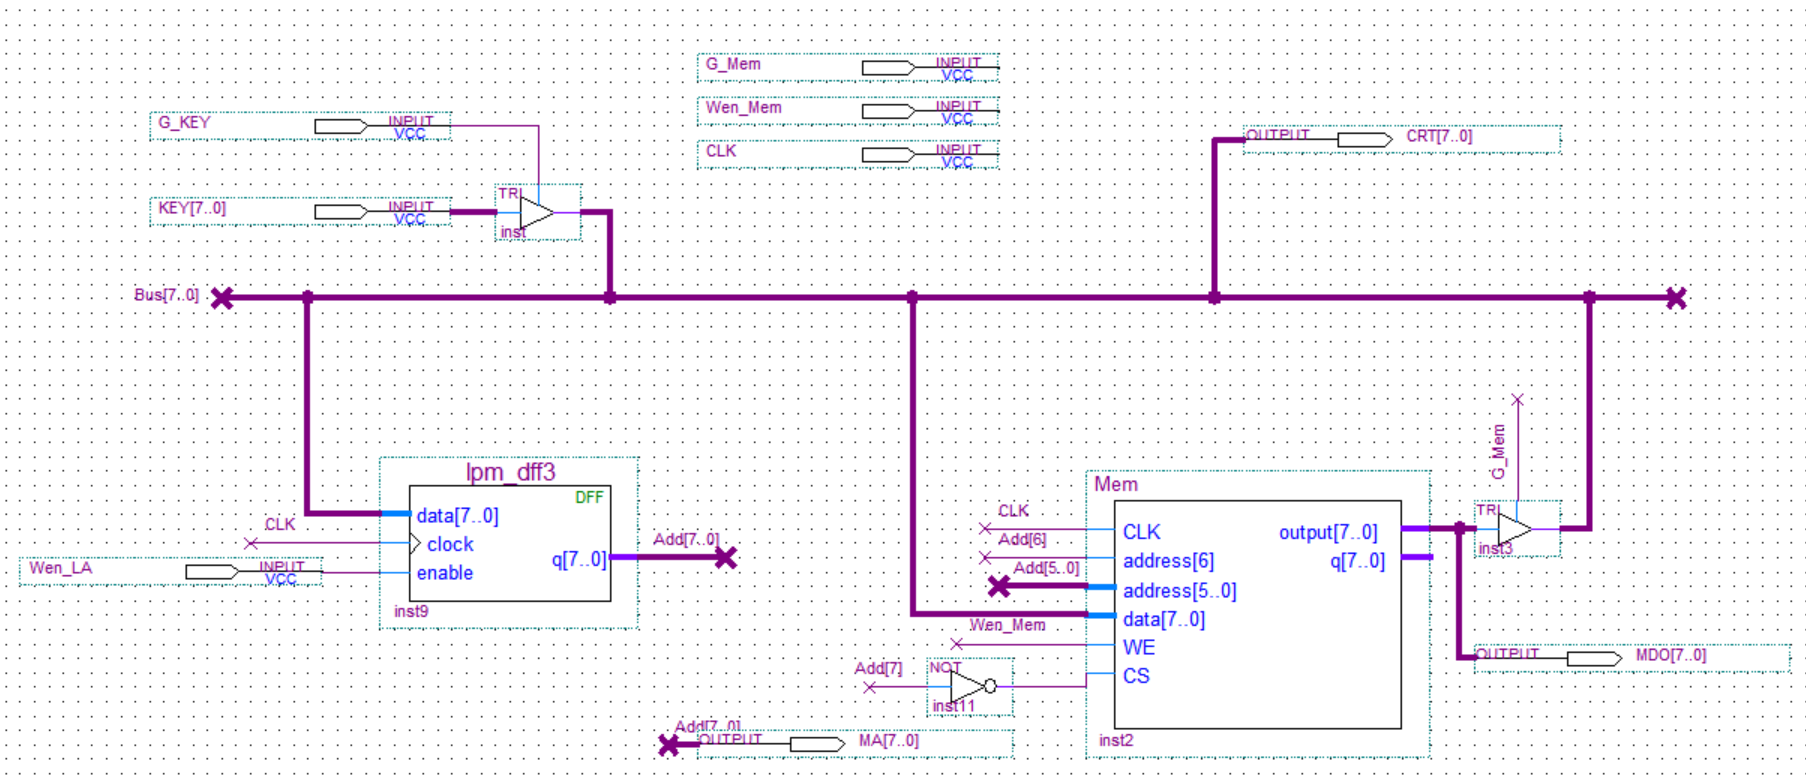 G_Mem INPUT VCC
Wen_Mem INPUT VCC
G_KEY INPUT VCC
OUTPUT CRT[7..0]
CLK INPUT VCC
TRI
KEY[7..0] INPUT VCC
inst
Bus[7..0]
G_Mem
lpm_dff3
Mem
DFF
CLK
TRI
data[7..0]
CLK
CLK
output[7..0]
clock
Add[7..0]
Add[6]
address[6]
q[7..0]
inst3
q[7..0]
Wen_LA INPUT VCC
enable
Add[5..0]
address[5..0]
inst9
data[7..0]
Wen_Mem
WE
OUTPUT MDO[7..0]
Add[7]
NOT
CS
inst11
Add[7..0]
OUTPUT MA[7..0]
inst2